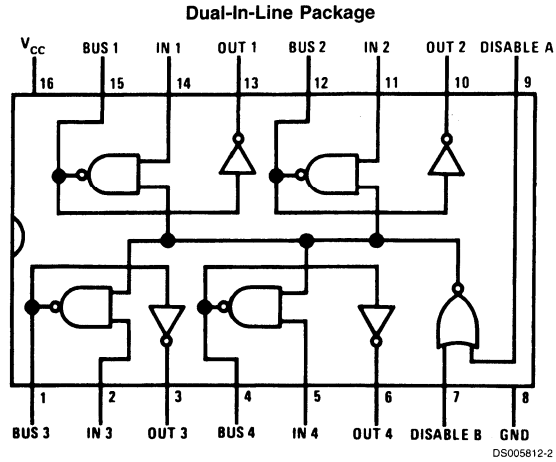 Dual-In-Line Package
VCC BUS 1 IN 1 OUT 1 BUS 2 IN 2 OUT 2 DISABLE A
16 15 14 13 12 11 10 9
1 2 3 4 5 6 7 8
BUS 3 IN 3 OUT 3 BUS 4 IN 4 OUT 4 DISABLE B GND
DS005812-2